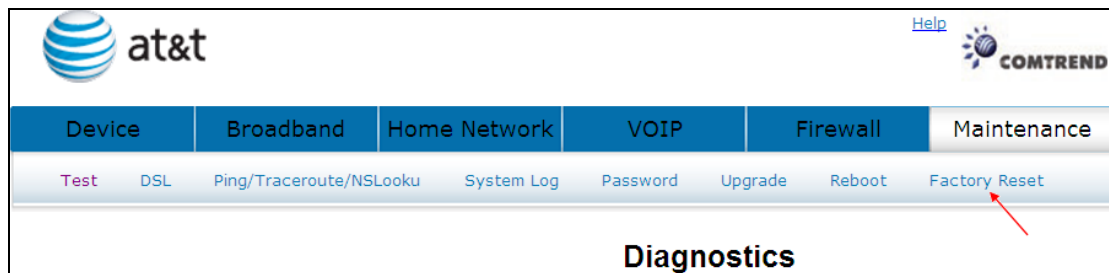 at&t
Help
COMTREND
Device Broadband Home Network VOIP Firewall Maintenance
Test DSL Ping/Traceroute/NSLooku System Log Password Upgrade Reboot Factory Reset
Diagnostics